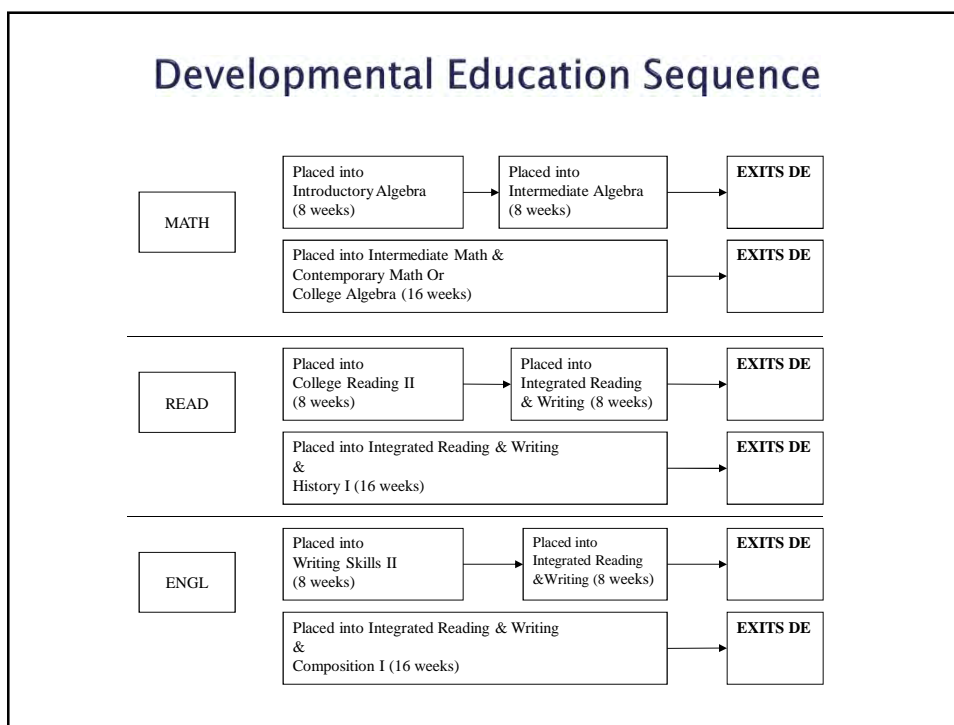 Developmental Education Sequence
MATH
Placed into
Introductory Algebra
(8 weeks)
Placed into
Intermediate Algebra
(8 weeks)
EXITS DE
Placed into Intermediate Math &
Contemporary Math Or
College Algebra (16 weeks)
EXITS DE
READ
Placed into
College Reading II
(8 weeks)
Placed into
Integrated Reading
& Writing (8 weeks)
EXITS DE
Placed into Integrated Reading & Writing
&
History I (16 weeks)
EXITS DE
ENGL
Placed into
Writing Skills II
(8 weeks)
Placed into
Integrated Reading
&Writing (8 weeks)
EXITS DE
Placed into Integrated Reading & Writing
&
Composition I (16 weeks)
EXITS DE